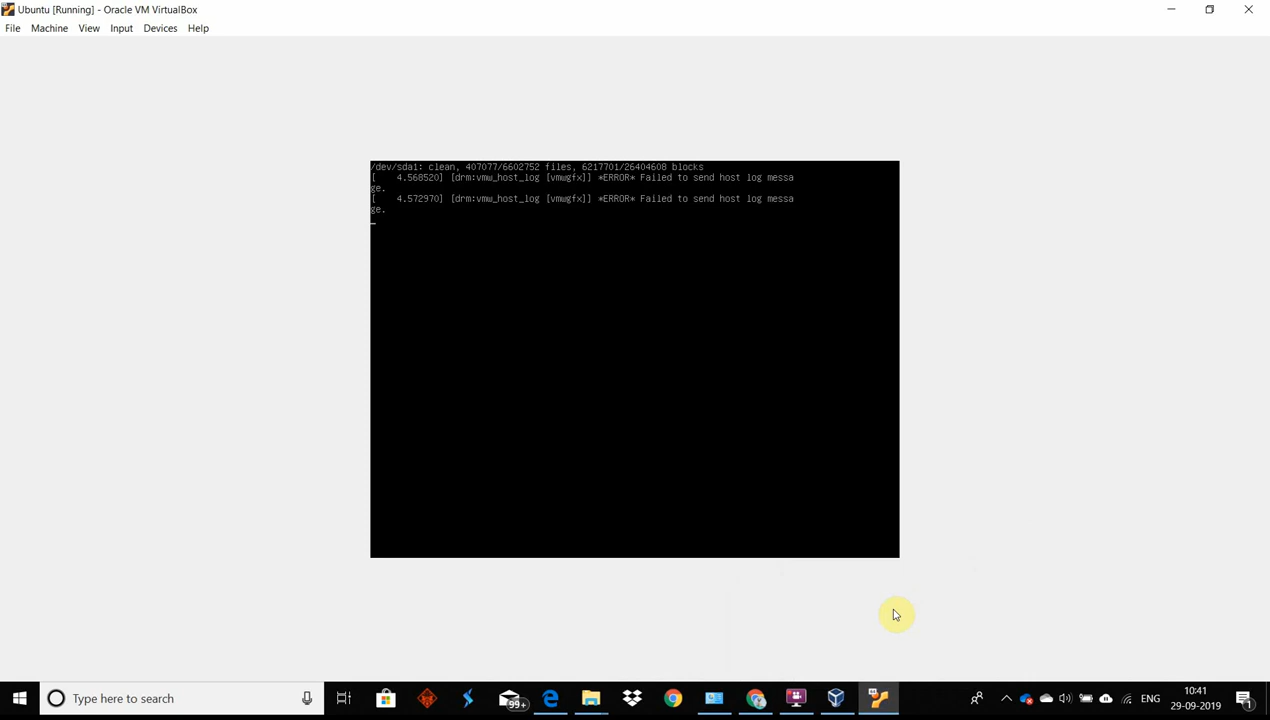 Ubuntu [Running] - Oracle VM VirtualBox
File Machine View Input Devices Help
/dev/sda1: clean, 407077/6602752 files, 6217701/26404608 blocks
[    4.568520] [drm:vmw_host_log [vmwgfx]] *ERROR* Failed to send host log messa
ge.
[    4.572970] [drm:vmw_host_log [vmwgfx]] *ERROR* Failed to send host log messa
ge.
Type here to search
99+
ENG
10:41
29-09-2019
1